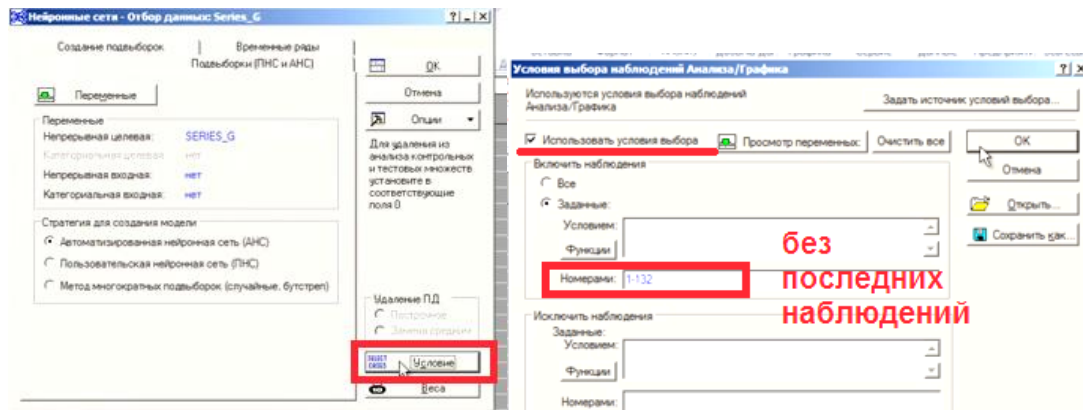 Нейронные сети - Отбор данных: Series_G
Создание подвыборок
Временные ряды
Подвыборки (ПНС и АНС)
Переменные
Переменные
Непрерывная целевая: SERIES_G
Категориальная целевая: нет
Непрерывная входная: нет
Категориальная входная: нет
Стратегия для создания модели
Автоматизированная нейронная сеть (АНС)
Пользовательская нейронная сеть (ПНС)
Метод многократных подвыборок (случайные, бутстреп)
OK
Отмена
Опции
Для удаления из
анализа контрольных
и тестовых множеств
установите в
соответствующие
поля 0
Удаление ПД
Построчное
Замена средним
SELECT CASES Условие
Веса
Условия выбора наблюдений Анализа/Графика
Используются условия выбора наблюдений
Анализа/Графика
Задать источник условий выбора...
Использовать условия выбора
Просмотр переменных:
Очистить все
OK
Отмена
Открыть...
Сохранить как...
Включить наблюдения
Все
Заданные:
Условием:
Функции
Номерами: 1-132
без
последних
наблюдений
Исключить наблюдения
Заданные:
Условием:
Функции
Номерами: